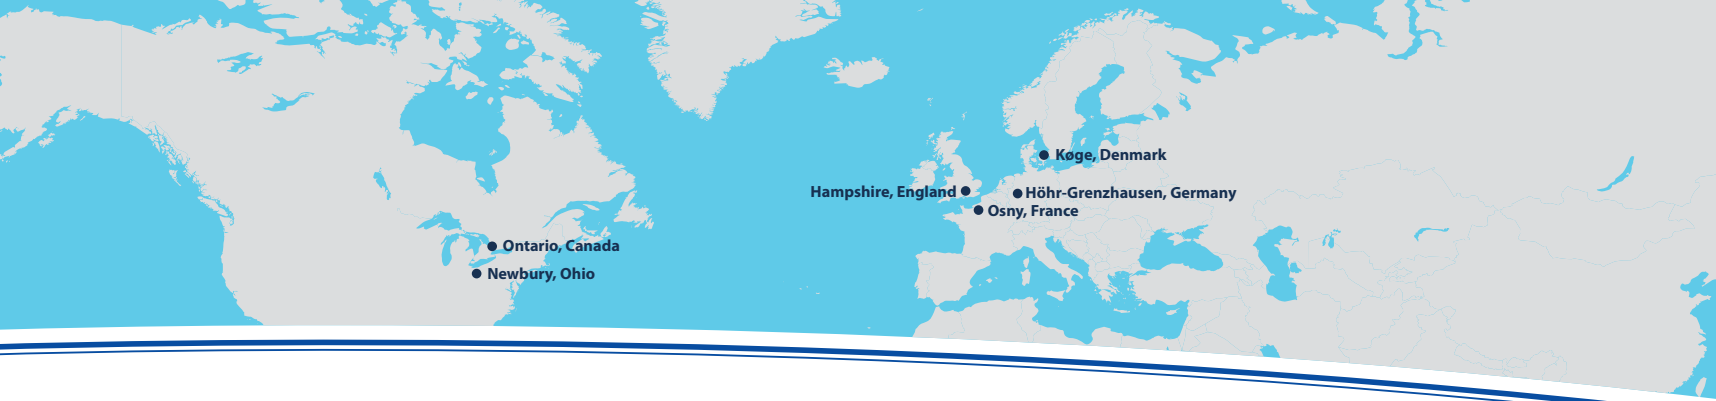 Køge, Denmark
Hampshire, England
Höhr-Grenzhausen, Germany
Osny, France
Ontario, Canada
Newbury, Ohio